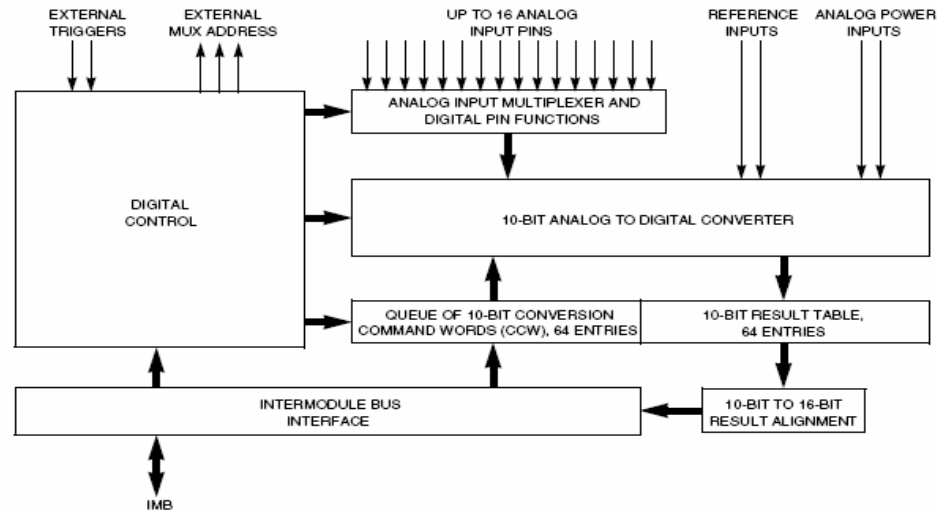 EXTERNAL
TRIGGERS
EXTERNAL
MUX ADDRESS
UP TO 16 ANALOG
INPUT PINS
REFERENCE
INPUTS
ANALOG POWER
INPUTS
ANALOG INPUT MULTIPLEXER AND
DIGITAL PIN FUNCTIONS
DIGITAL
CONTROL
10-BIT ANALOG TO DIGITAL CONVERTER
QUEUE OF 10-BIT CONVERSION
COMMAND WORDS (CCW), 64 ENTRIES
10-BIT RESULT TABLE,
64 ENTRIES
INTERMODULE BUS
INTERFACE
10-BIT TO 16-BIT
RESULT ALIGNMENT
IMB